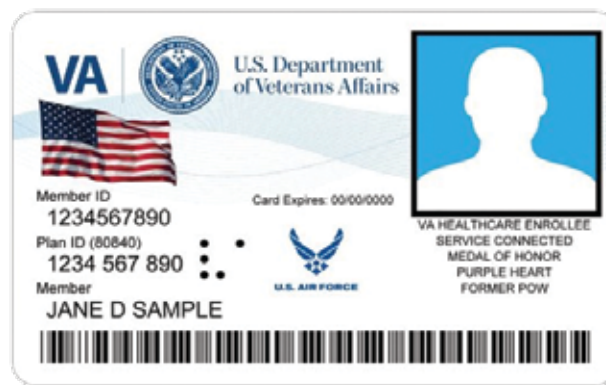 VA
U.S. Department
of Veterans Affairs
Member ID
1234567890
Card Expires: 00/00/0000
Plan ID (80840)
1234 567 890
Member
JANE D SAMPLE
U.S. AIR FORCE
VA HEALTHCARE ENROLLEE
SERVICE CONNECTED
MEDAL OF HONOR
PURPLE HEART
FORMER POW